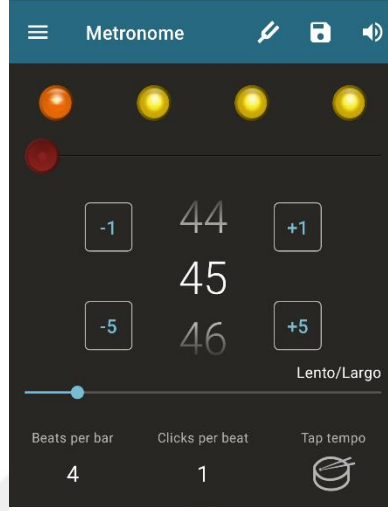 Metronome
44
-1 +1
45
-5 +5
46
Lento/Largo
Beats per bar Clicks per beat Tap tempo
4 1